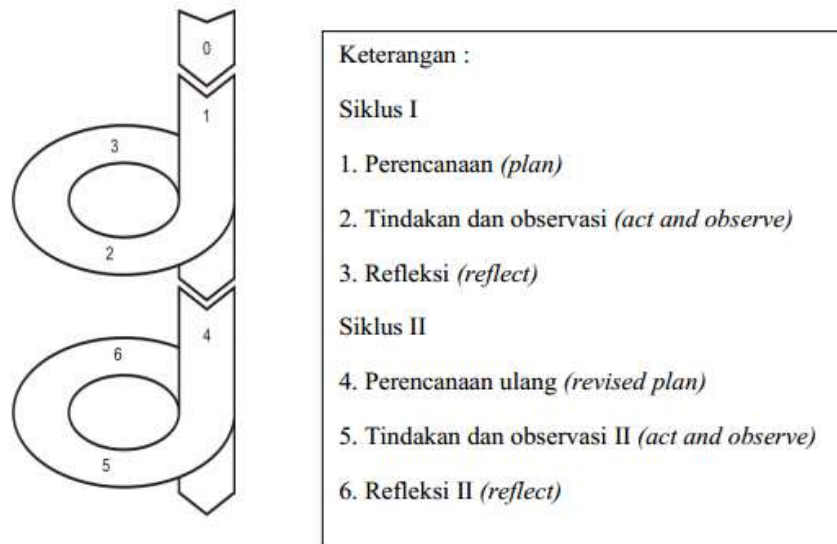 0
1
3
2
4
6
5
Keterangan :
Siklus I
1. Perencanaan (plan)
2. Tindakan dan observasi (act and observe)
3. Refleksi (reflect)
Siklus II
4. Perencanaan ulang (revised plan)
5. Tindakan dan observasi II (act and observe)
6. Refleksi II (reflect)